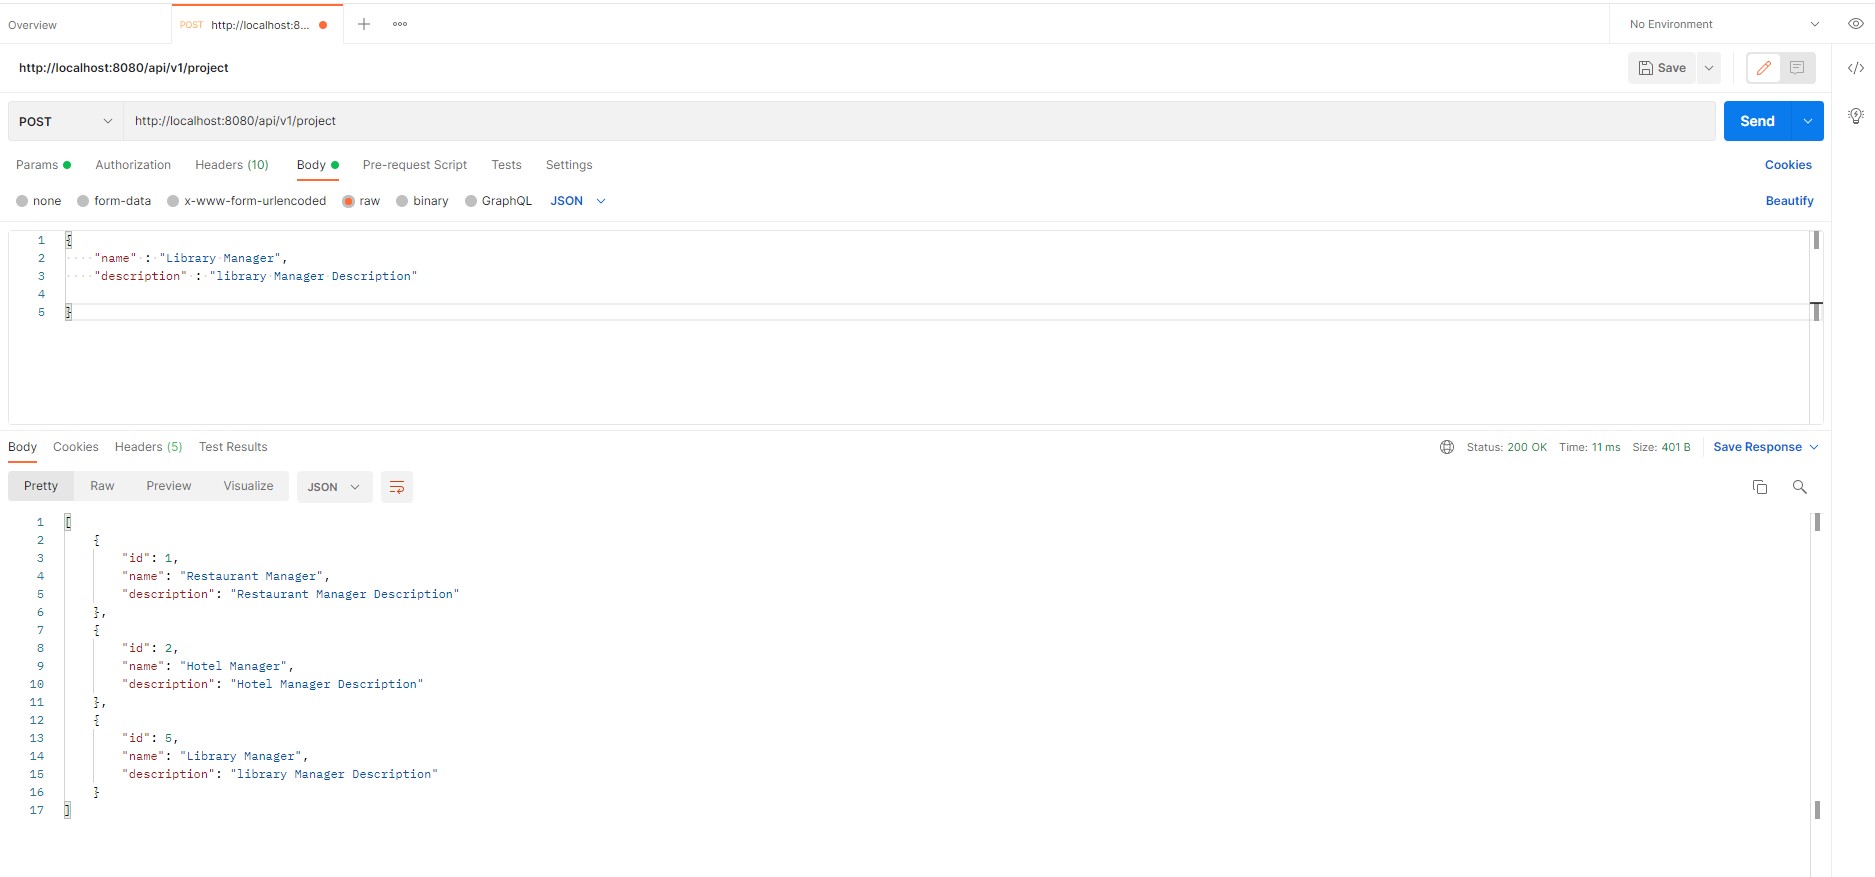 Overview
POST http://localhost:8...
No Environment
http://localhost:8080/api/v1/project
Save
POST
http://localhost:8080/api/v1/project
Send
Params Authorization Headers (10) Body Pre-request Script Tests Settings
Cookies
none form-data x-www-form-urlencoded raw binary GraphQL JSON
Beautify
1 {
2 "name" : "Library Manager",
3 "description" : "library Manager Description"
4
5 }
Body Cookies Headers (5) Test Results
Status: 200 OK Time: 11 ms Size: 401 B Save Response
Pretty Raw Preview Visualize JSON
1 [
2 {
3 "id": 1,
4 "name": "Restaurant Manager",
5 "description": "Restaurant Manager Description"
6 },
7 {
8 "id": 2,
9 "name": "Hotel Manager",
10 "description": "Hotel Manager Description"
11 },
12 {
13 "id": 5,
14 "name": "Library Manager",
15 "description": "library Manager Description"
16 }
17 ]